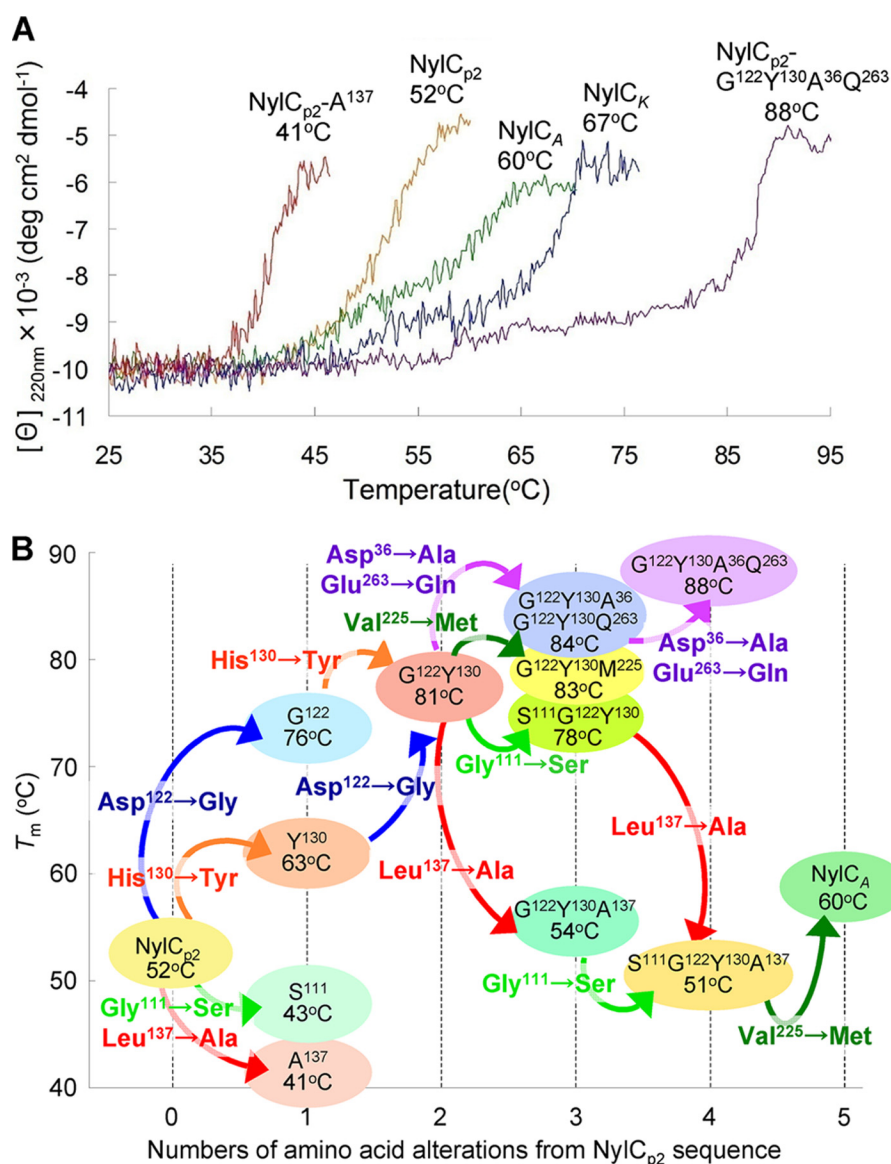 A
NylCp2-A¹³⁷
41°C
NylCp2
52°C
NylCA
60°C
NylCK
67°C
NylCp2-
G¹²²Y¹³⁰A³⁶Q²⁶³
88°C
[Θ] 220nm × 10⁻³ (deg cm² dmol⁻¹)
-4
-5
-6
-7
-8
-9
-10
-11
25 35 45 55 65 75 85 95
Temperature(°C)
B
Tm (°C)
90
80
70
60
50
40
Asp³⁶→Ala
Glu²⁶³→Gln
Val²²⁵→Met
His¹³⁰→Tyr
G¹²²Y¹³⁰
81°C
G¹²²Y¹³⁰A³⁶
G¹²²Y¹³⁰Q²⁶³
84°C
G¹²²Y¹³⁰A³⁶Q²⁶³
88°C
Asp³⁶→Ala
Glu²⁶³→Gln
G¹²²Y¹³⁰M²²⁵
83°C
S¹¹¹G¹²²Y¹³⁰
78°C
G¹²²
76°C
Gly¹¹¹→Ser
Asp¹²²→Gly
Asp¹²²→Gly
Y¹³⁰
63°C
His¹³⁰→Tyr
Leu¹³⁷→Ala
Leu¹³⁷→Ala
NylCA
60°C
G¹²²Y¹³⁰A¹³⁷
54°C
NylCp2
52°C
Gly¹¹¹→Ser
S¹¹¹G¹²²Y¹³⁰A¹³⁷
51°C
Val²²⁵→Met
Gly¹¹¹→Ser
S¹¹¹
43°C
Leu¹³⁷→Ala
A¹³⁷
41°C
0 1 2 3 4 5
Numbers of amino acid alterations from NylCp2 sequence